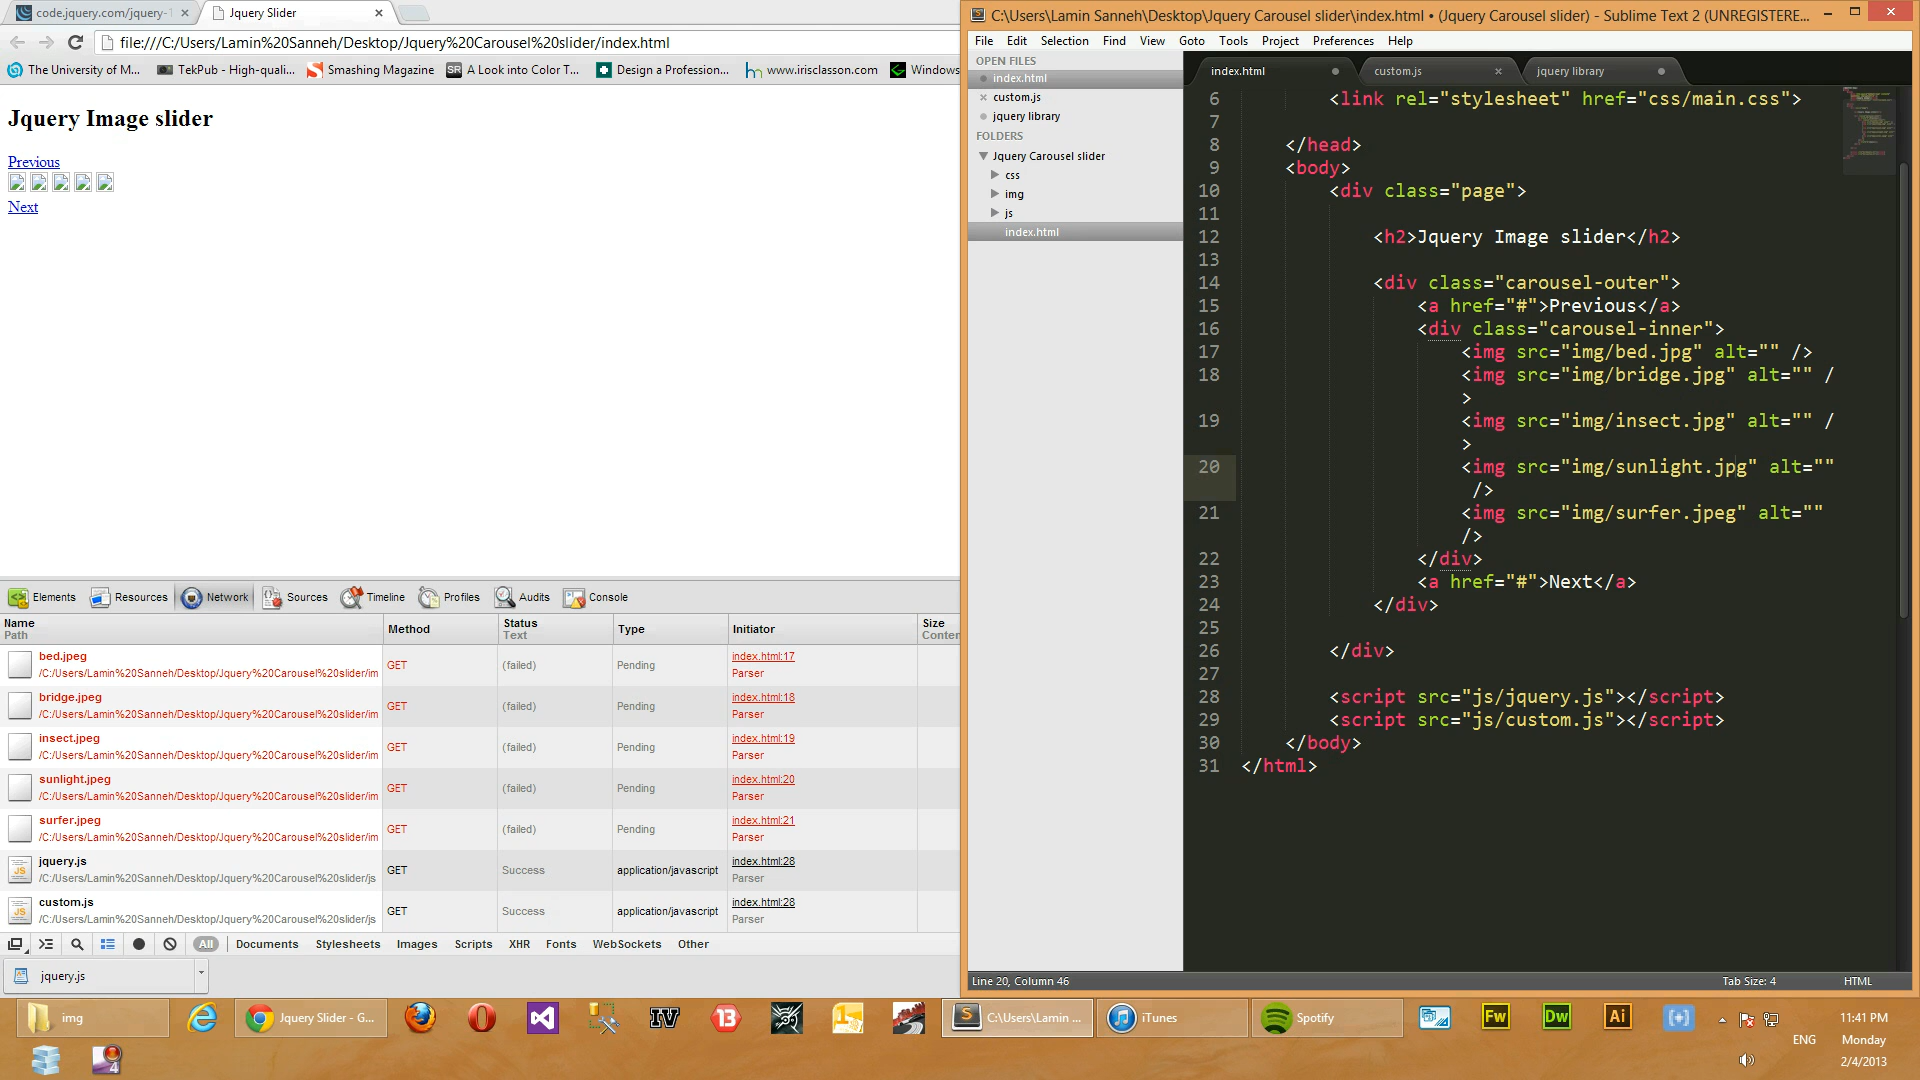 code.jquery.com/jquery-1
Jquery Slider
file:///C:/Users/Lamin%20Sanneh/Desktop/Jquery%20Carousel%20slider/index.html
The University of M...
TekPub - High-quali...
Smashing Magazine
SR
A Look into Color T...
Design a Profession...
www.irisclasson.com
Windows
Jquery Image slider
Previous
Next
Elements
Resources
Network
Sources
Timeline
Profiles
Audits
Console
Name
Path
Method
Status
Text
Type
Initiator
Size
Conten
bed.jpeg
/C:/Users/Lamin%20Sanneh/Desktop/Jquery%20Carousel%20slider/im
GET
(failed)
Pending
index.html:17
Parser
bridge.jpeg
/C:/Users/Lamin%20Sanneh/Desktop/Jquery%20Carousel%20slider/im
GET
(failed)
Pending
index.html:18
Parser
insect.jpeg
/C:/Users/Lamin%20Sanneh/Desktop/Jquery%20Carousel%20slider/im
GET
(failed)
Pending
index.html:19
Parser
sunlight.jpeg
/C:/Users/Lamin%20Sanneh/Desktop/Jquery%20Carousel%20slider/im
GET
(failed)
Pending
index.html:20
Parser
surfer.jpeg
/C:/Users/Lamin%20Sanneh/Desktop/Jquery%20Carousel%20slider/im
GET
(failed)
Pending
index.html:21
Parser
jquery.js
/C:/Users/Lamin%20Sanneh/Desktop/Jquery%20Carousel%20slider/js
GET
Success
application/javascript
index.html:28
Parser
custom.js
/C:/Users/Lamin%20Sanneh/Desktop/Jquery%20Carousel%20slider/js
GET
Success
application/javascript
index.html:28
Parser
All
Documents
Stylesheets
Images
Scripts
XHR
Fonts
WebSockets
Other
jquery.js
C:\Users\Lamin Sanneh\Desktop\Jquery Carousel slider\index.html • (Jquery Carousel slider) - Sublime Text 2 (UNREGISTERE...
File Edit Selection Find View Goto Tools Project Preferences Help
OPEN FILES
index.html
custom.js
jquery library
FOLDERS
Jquery Carousel slider
css
img
js
index.html
index.html
custom.js
jquery library
6 <link rel="stylesheet" href="css/main.css">
7
8 </head>
9 <body>
10 <div class="page">
11
12 <h2>Jquery Image slider</h2>
13
14 <div class="carousel-outer">
15 <a href="#">Previous</a>
16 <div class="carousel-inner">
17 <img src="img/bed.jpg" alt="" />
18 <img src="img/bridge.jpg" alt="" /
>
19 <img src="img/insect.jpg" alt="" /
>
20 <img src="img/sunlight.jpg" alt=""
/>
21 <img src="img/surfer.jpeg" alt=""
/>
22 </div>
23 <a href="#">Next</a>
24 </div>
25
26 </div>
27
28 <script src="js/jquery.js"></script>
29 <script src="js/custom.js"></script>
30 </body>
31 </html>
Line 20, Column 46
Tab Size: 4
HTML
img
Jquery Slider - G...
IV
13
C:\Users\Lamin ...
iTunes
Spotify
Fw
Dw
Ai
ENG
11:41 PM
Monday
2/4/2013
4